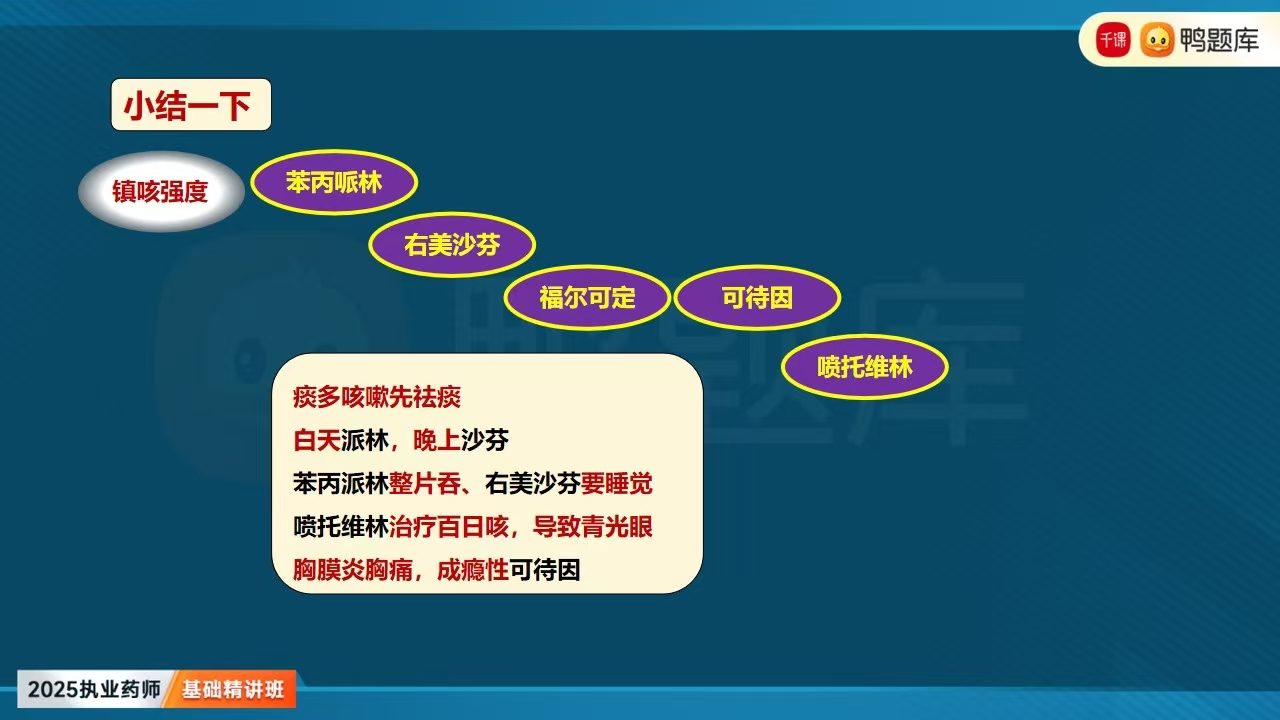 千课 鸭题库
小结一下
镇咳强度
苯丙哌林
右美沙芬
福尔可定
可待因
喷托维林
痰多咳嗽先祛痰
白天派林，晚上沙芬
苯丙派林整片吞、右美沙芬要睡觉
喷托维林治疗百日咳，导致青光眼
胸膜炎胸痛，成瘾性可待因
鸭题库
2025执业药师 基础精讲班